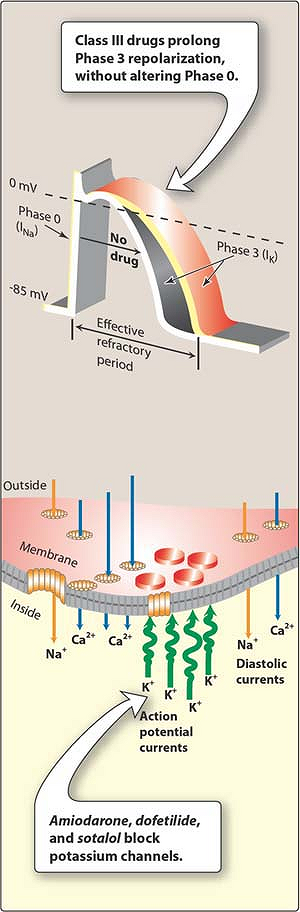 Class III drugs prolong
Phase 3 repolarization,
without altering Phase 0.
0 mV
Phase 0
(INa)
No
drug
Phase 3 (IK)
-85 mV
Effective
refractory
period
Outside
Membrane
Inside
Na+
Ca2+
Ca2+
K+
K+
K+
K+
Na+
Ca2+
Diastolic
currents
Action
potential
currents
Amiodarone, dofetilide,
and sotalol block
potassium channels.